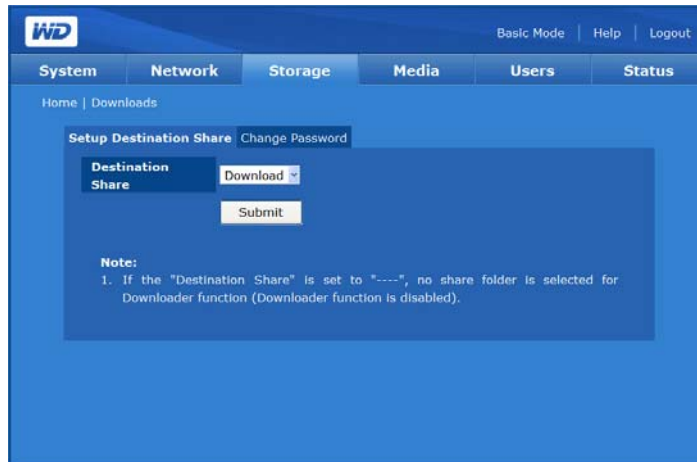 WD
Basic Mode | Help | Logout
System Network Storage Media Users Status
Home | Downloads
Setup Destination Share Change Password
Destination
Share
Download
Submit
Note:
1. If the "Destination Share" is set to "----", no share folder is selected for
Downloader function (Downloader function is disabled).